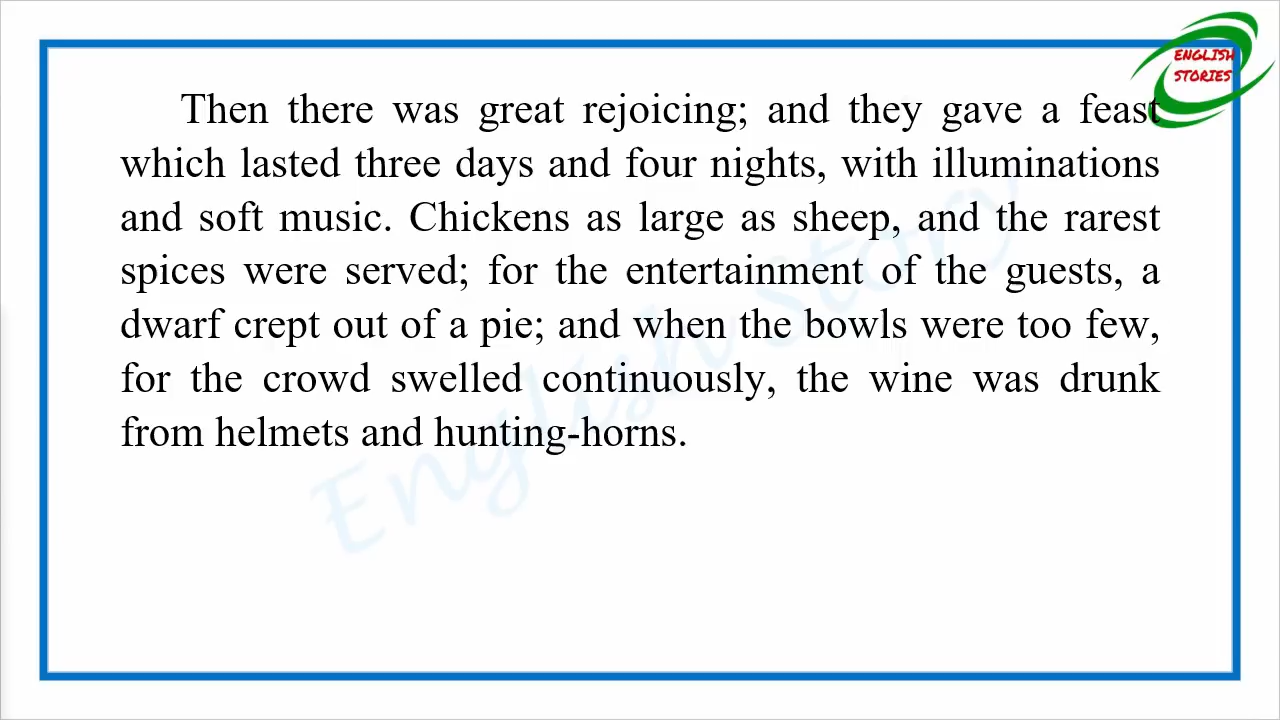 ENGLISH
STORIES
Then there was great rejoicing; and they gave a feast
which lasted three days and four nights, with illuminations
and soft music. Chickens as large as sheep, and the rarest
spices were served; for the entertainment of the guests, a
dwarf crept out of a pie; and when the bowls were too few,
for the crowd swelled continuously, the wine was drunk
from helmets and hunting-horns.
English Story